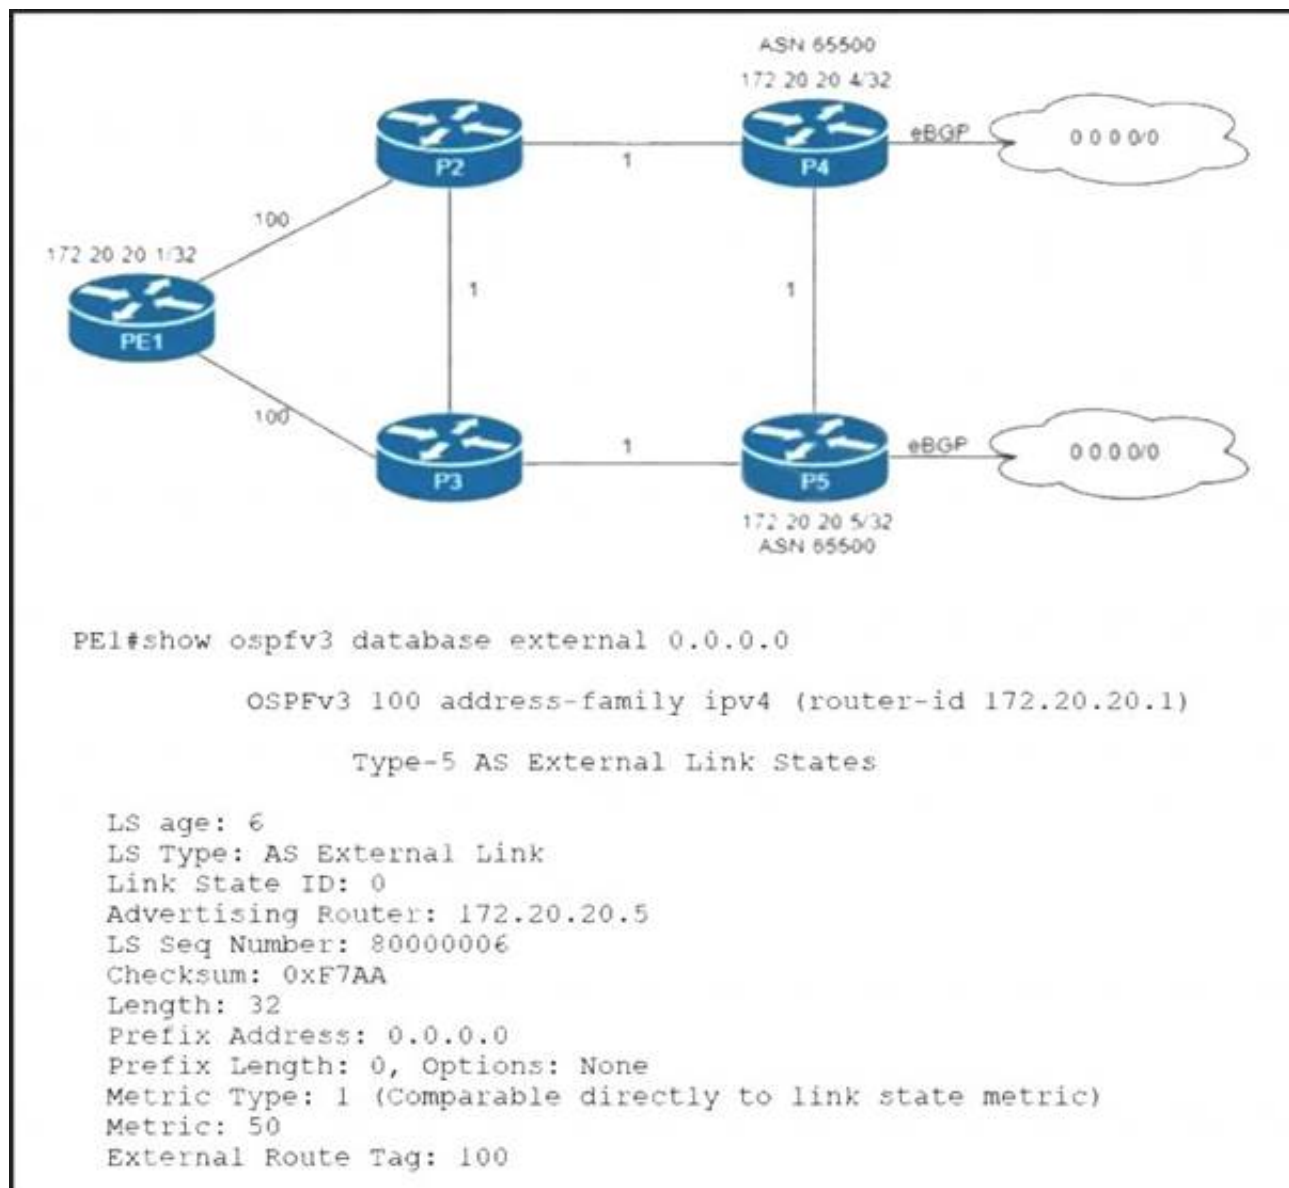 ASN 65500
172 20 20 4/32
P2
1
P4
eBGP
0 0 0 0/0
100
172 20 20 1/32
1
1
PE1
100
P3
1
P5
eBGP
0 0 0 0/0
172 20 20 5/32
ASN 65500
PE1#show ospfv3 database external 0.0.0.0
OSPFv3 100 address-family ipv4 (router-id 172.20.20.1)
Type-5 AS External Link States
LS age: 6
LS Type: AS External Link
Link State ID: 0
Advertising Router: 172.20.20.5
LS Seq Number: 80000006
Checksum: 0xF7AA
Length: 32
Prefix Address: 0.0.0.0
Prefix Length: 0, Options: None
Metric Type: 1 (Comparable directly to link state metric)
Metric: 50
External Route Tag: 100